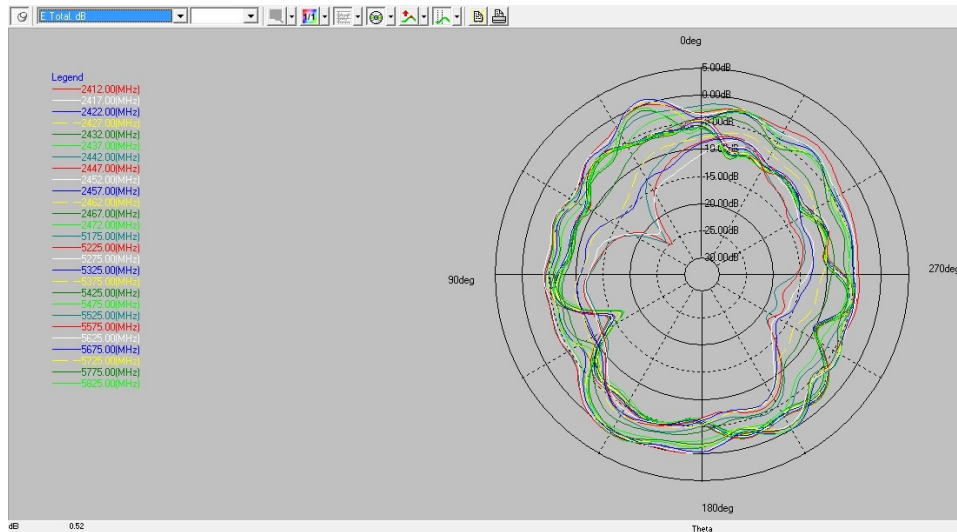 E Total. dB
1/1
0deg
5.00dB
0.00dB
-5.00dB
-10.00dB
-15.00dB
-20.00dB
-25.00dB
-30.00dB
90deg
270deg
180deg
Legend
2412.00(MHz)
2417.00(MHz)
2422.00(MHz)
2427.00(MHz)
2432.00(MHz)
2437.00(MHz)
2442.00(MHz)
2447.00(MHz)
2452.00(MHz)
2457.00(MHz)
2462.00(MHz)
2467.00(MHz)
2472.00(MHz)
5175.00(MHz)
5225.00(MHz)
5275.00(MHz)
5325.00(MHz)
5375.00(MHz)
5425.00(MHz)
5475.00(MHz)
5525.00(MHz)
5575.00(MHz)
5625.00(MHz)
5675.00(MHz)
5725.00(MHz)
5775.00(MHz)
5825.00(MHz)
dB 0.52
Theta